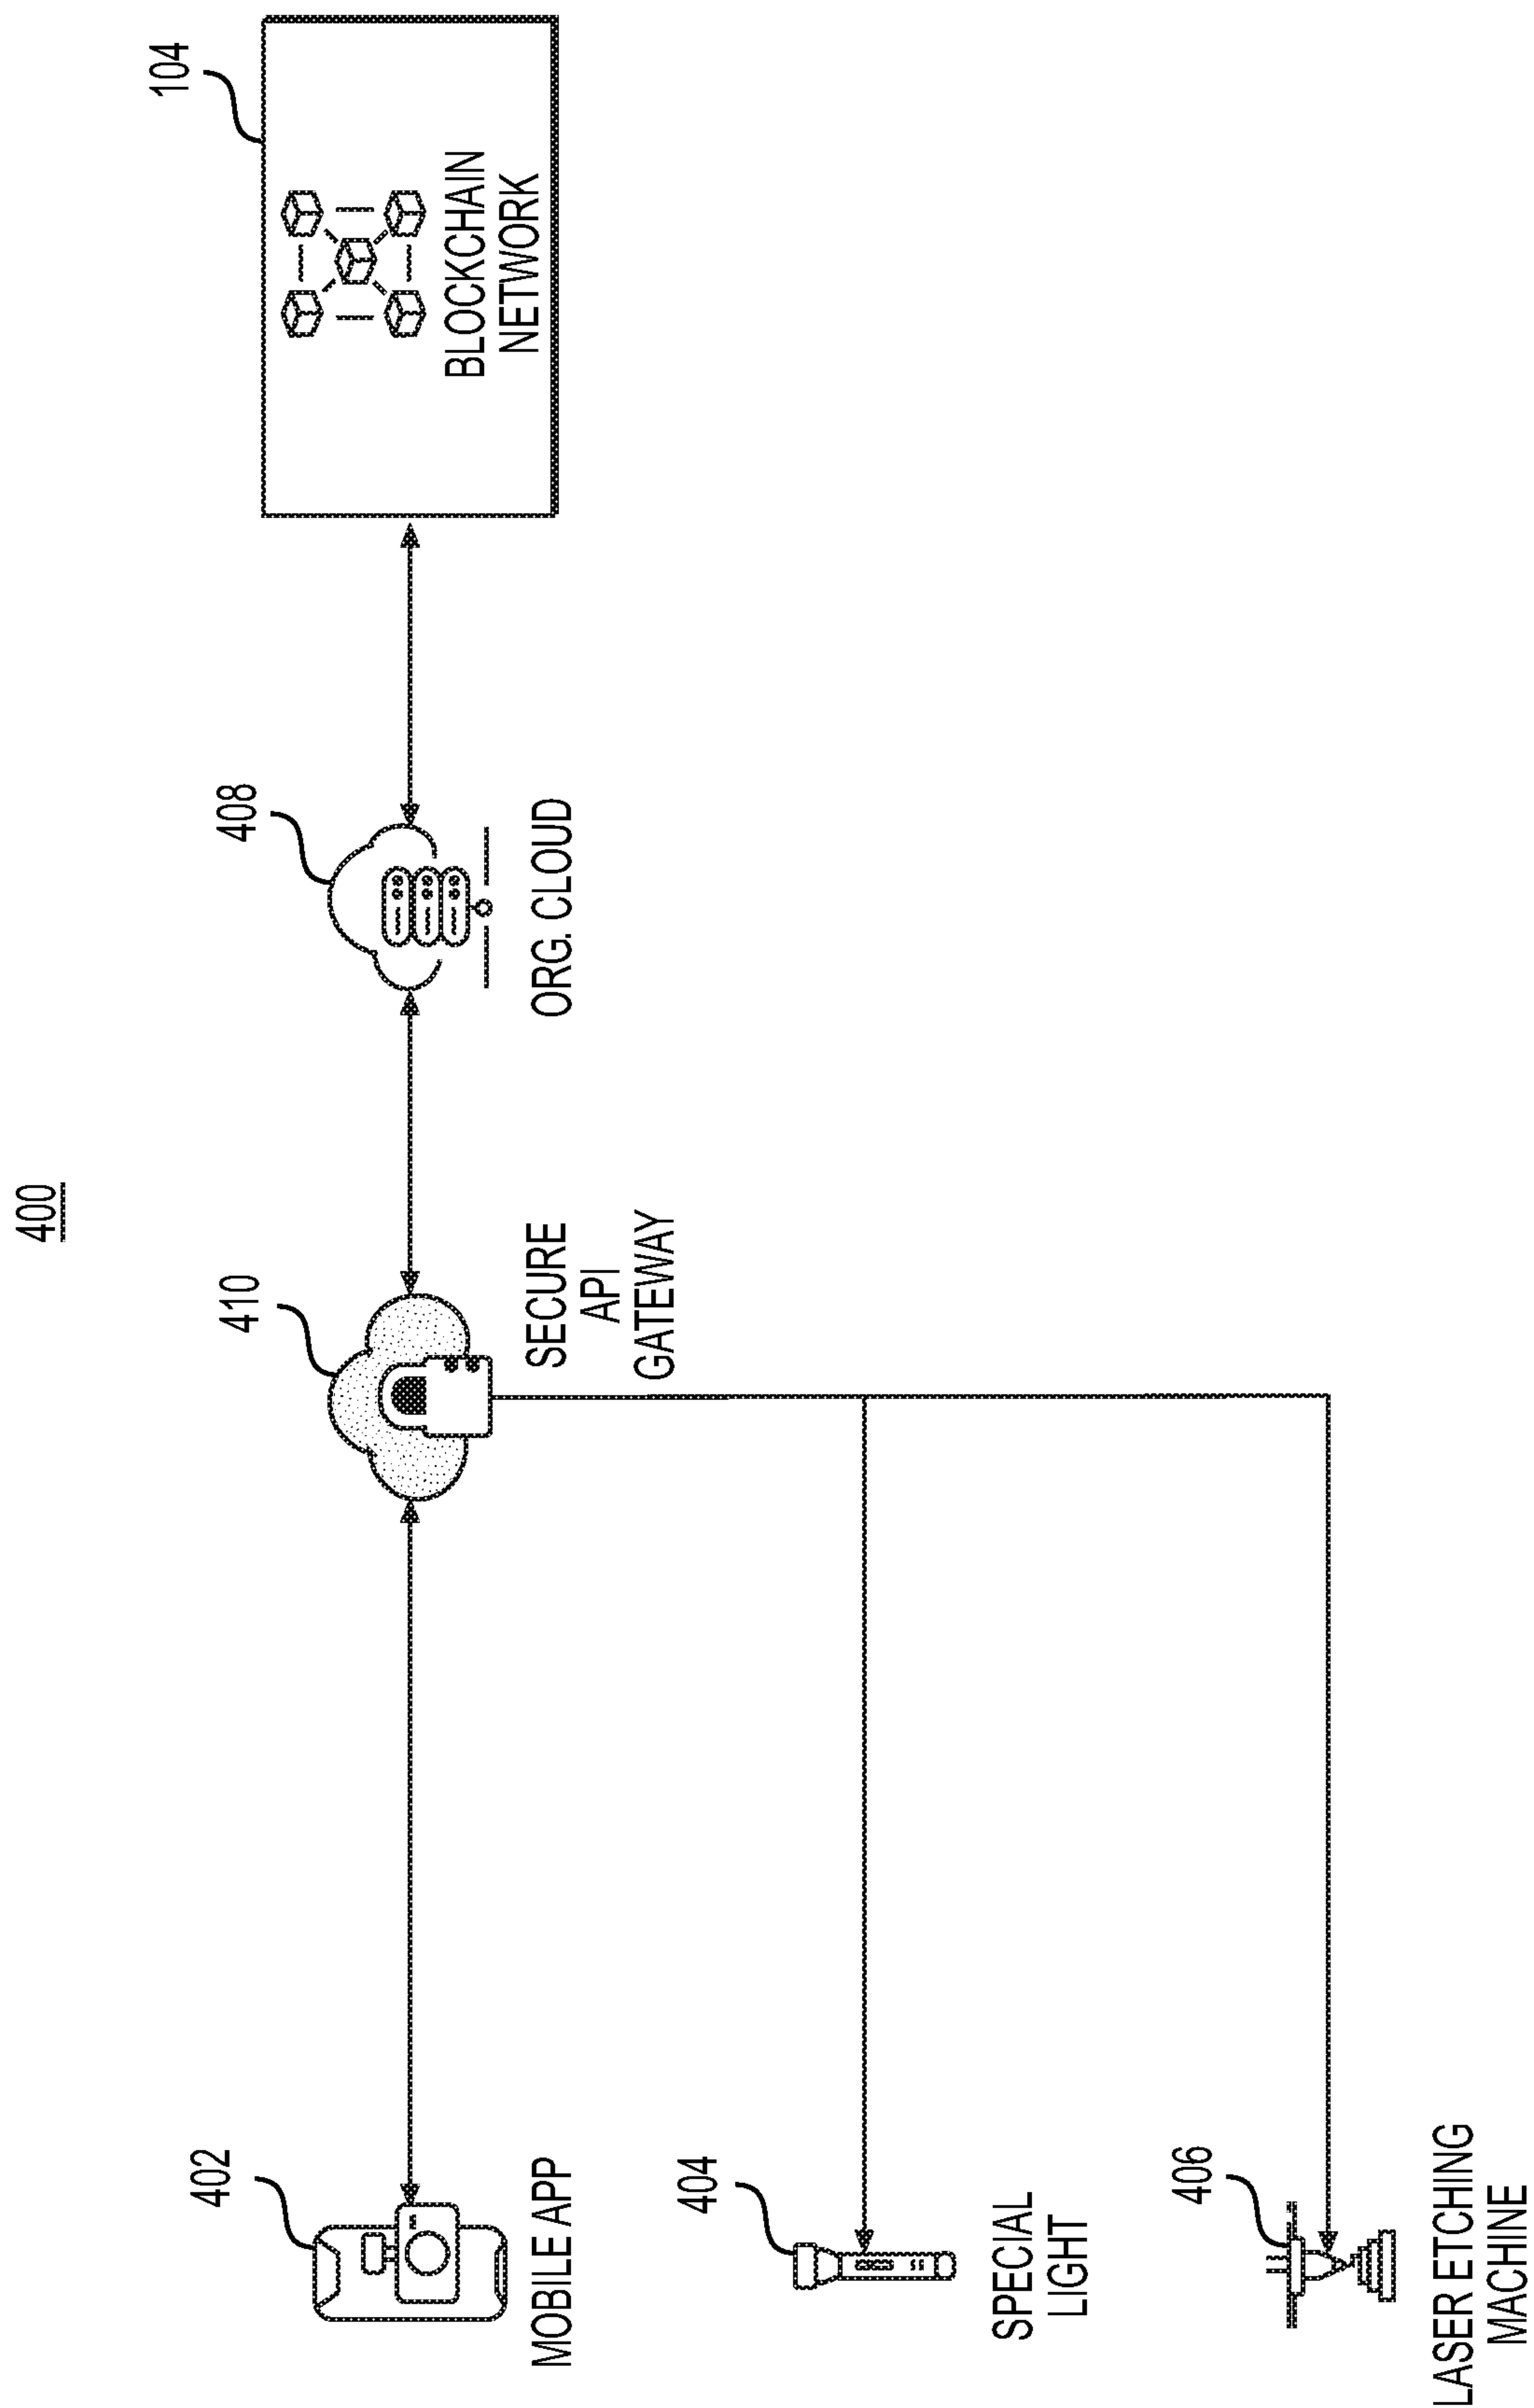 400
402
MOBILE APP
410
SECURE
API
GATEWAY
408
ORG. CLOUD
104
BLOCKCHAIN
NETWORK
404
SPECIAL
LIGHT
406
LASER ETCHING
MACHINE